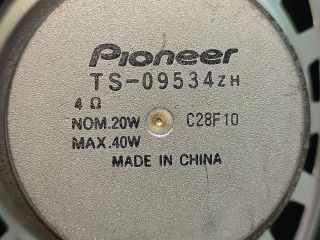 Pioneer
TS-09534ZH
4 Ω
NOM.20W C28F10
MAX.40W
MADE IN CHINA